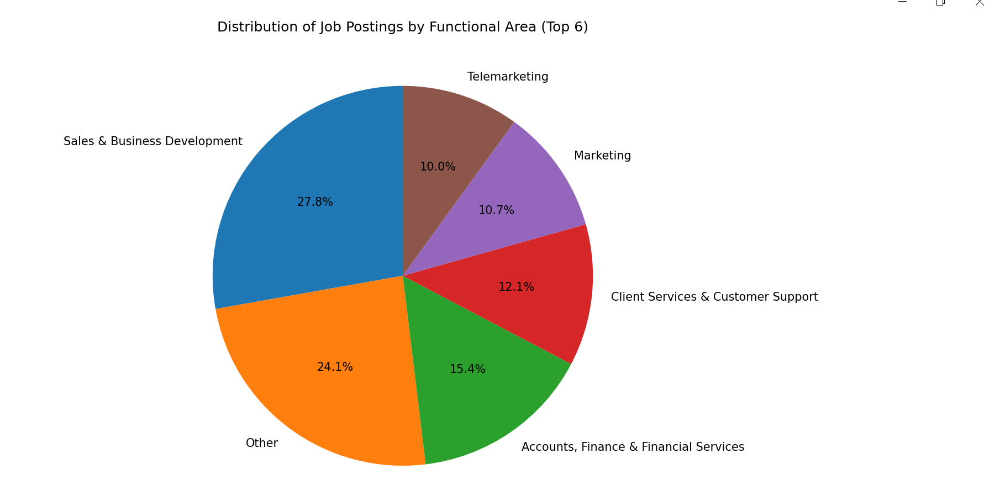 Distribution of Job Postings by Functional Area (Top 6)
Telemarketing
Sales & Business Development
Marketing
10.0%
27.8%
10.7%
12.1%
Client Services & Customer Support
24.1%
15.4%
Other
Accounts, Finance & Financial Services